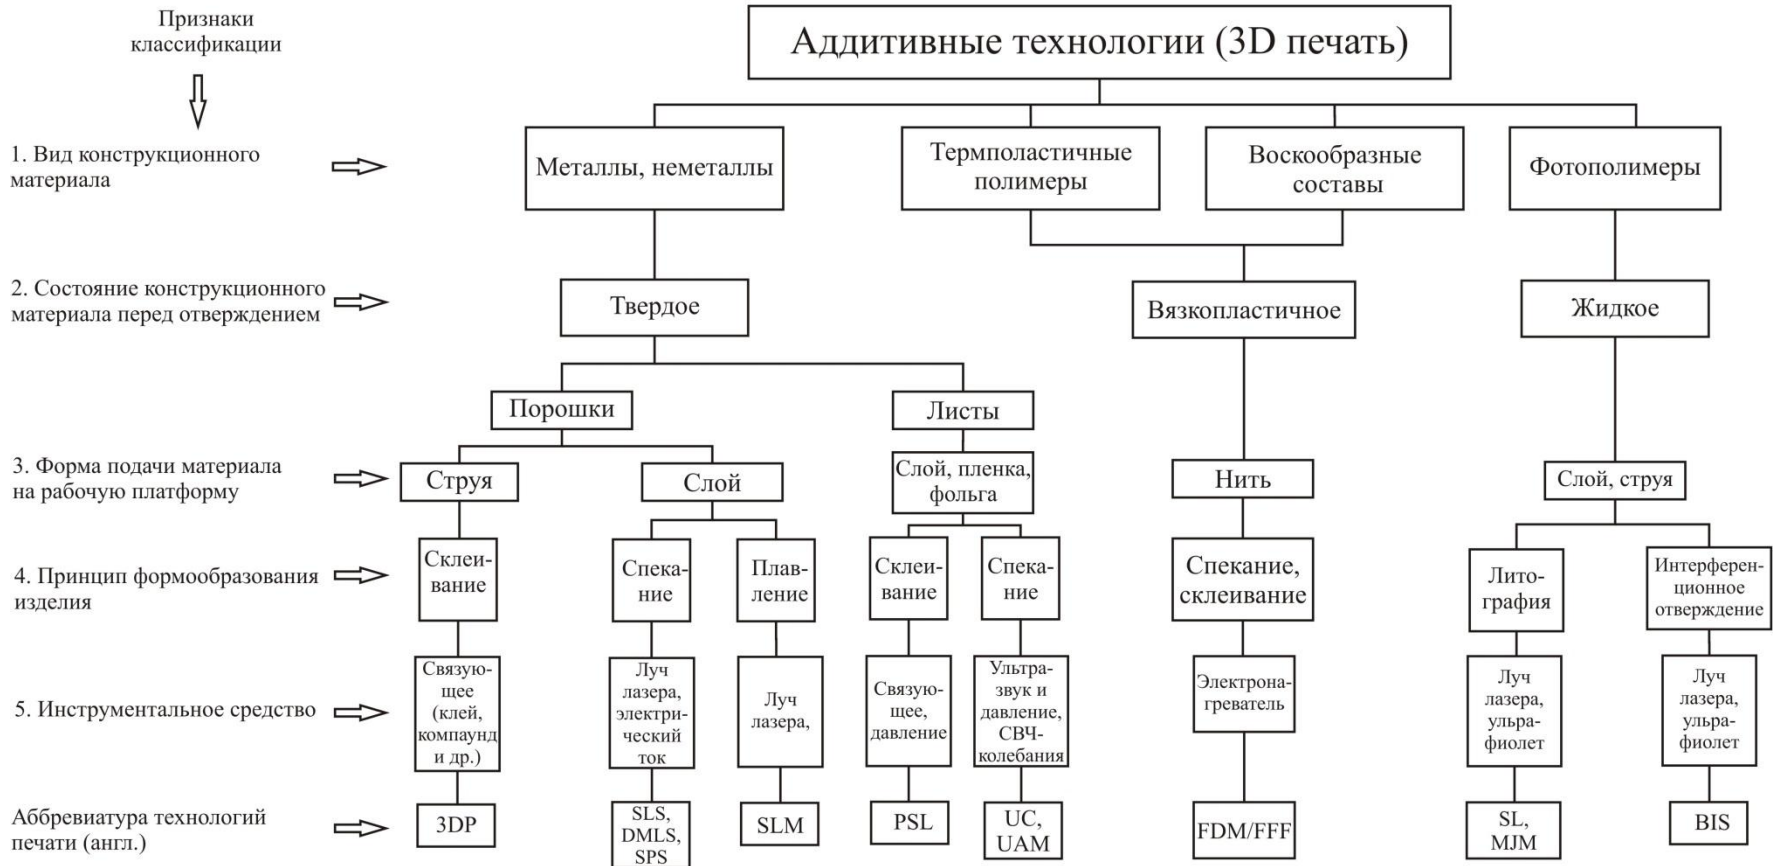 Признаки
классификации
Аддитивные технологии (3D печать)
1. Вид конструкционного
материала
Металлы, неметаллы
Термполастичные
полимеры
Воскообразные
составы
Фотополимеры
2. Состояние конструкционного
материала перед отверждением
Твердое
Вязкопластичное
Жидкое
Порошки
Листы
3. Форма подачи материала
на рабочую платформу
Струя
Слой
Слой, пленка,
фольга
Нить
Слой, струя
4. Принцип формообразования
изделия
Склеи-
вание
Спека-
ние
Плав-
ление
Склеи-
вание
Спека-
ние
Спекание,
склеивание
Лито-
графия
Интерферен-
ционное
отверждение
5. Инструментальное средство
Связую-
щее
(клей,
компаунд
и др.)
Луч
лазера,
электри-
ческий
ток
Луч
лазера,
Связую-
щее,
давление
Ультра-
звук и
давление,
СВЧ-
колебания
Электрона-
греватель
Луч
лазера,
ульра-
фиолет
Луч
лазера,
ульра-
фиолет
Аббревиатура технологий
печати (англ.)
3DP
SLS,
DMLS,
SPS
SLM
PSL
UC,
UAM
FDM/FFF
SL,
MJM
BIS